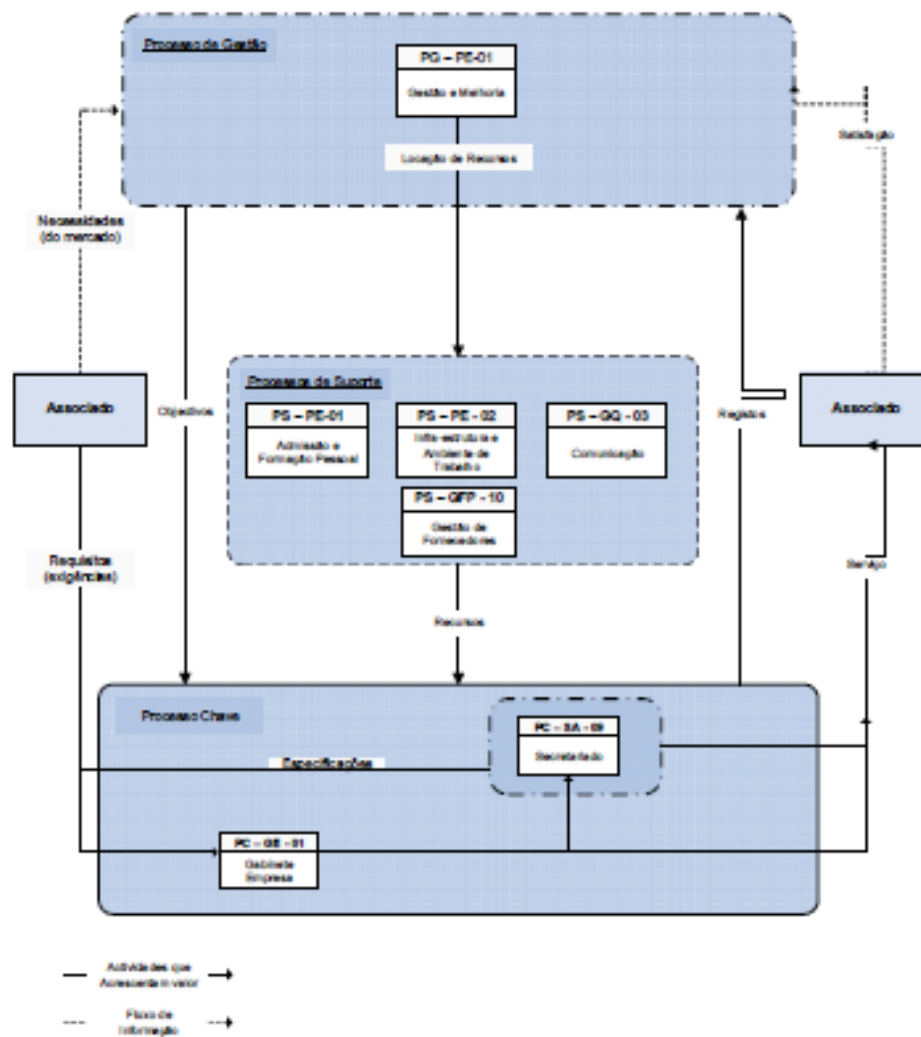 Processo de Gestão
PG – PE-01
Gestão e Melhoria
Locação de Recursos
Satisfação
Necessidades
(do mercado)
Processos de Suporte
Associado
Objectivos
PS – PE-01
Admissão e
Formação Pessoal
PS – PE - 02
Infra-estrutura e
Ambiente de
Trabalho
PS – GQ - 03
Comunicação
Registos
Associado
PS – GFP - 10
Gestão de
Fornecedores
Requisitos
(exigências)
Serviço
Recursos
Processo Chave
PC – SA - 09
Secretariado
Especificações
PC – GE - 01
Gabinete
Empresa
Actividades que
Acrescentam valor
Fluxo de
Informação